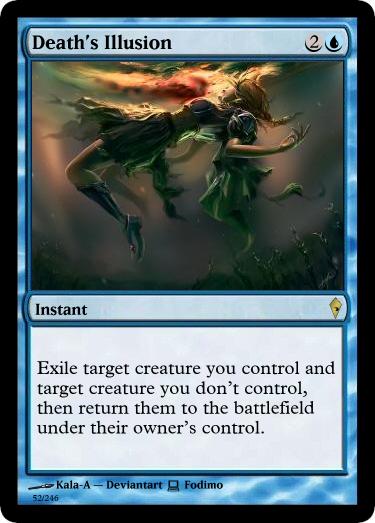 Death's Illusion 2
Instant
Exile target creature you control and
target creature you don't control,
then return them to the battlefield
under their owner's control.
Kala-A — Deviantart Fodimo
52/246